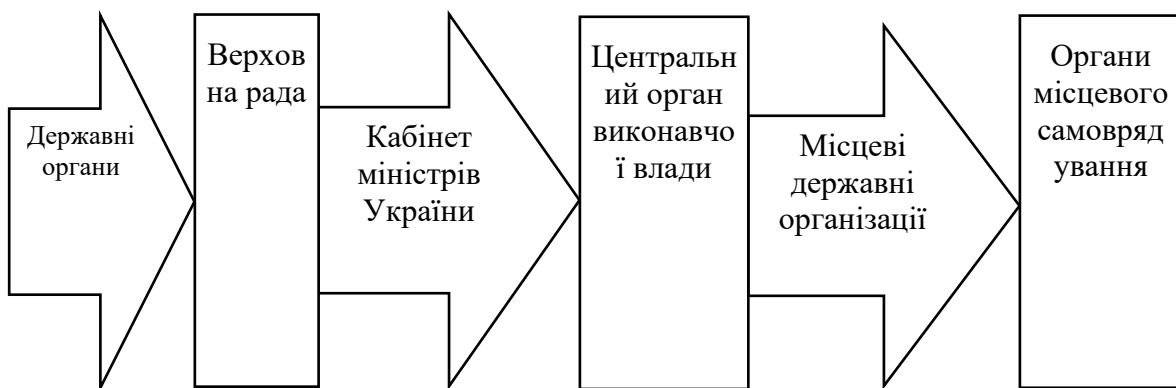 Державні
органи
Верхов
на рада
Кабінет
міністрів
України
Центральн
ий орган
виконавчо
ї влади
Місцеві
державні
організації
Органи
місцевого
самовряд
ування